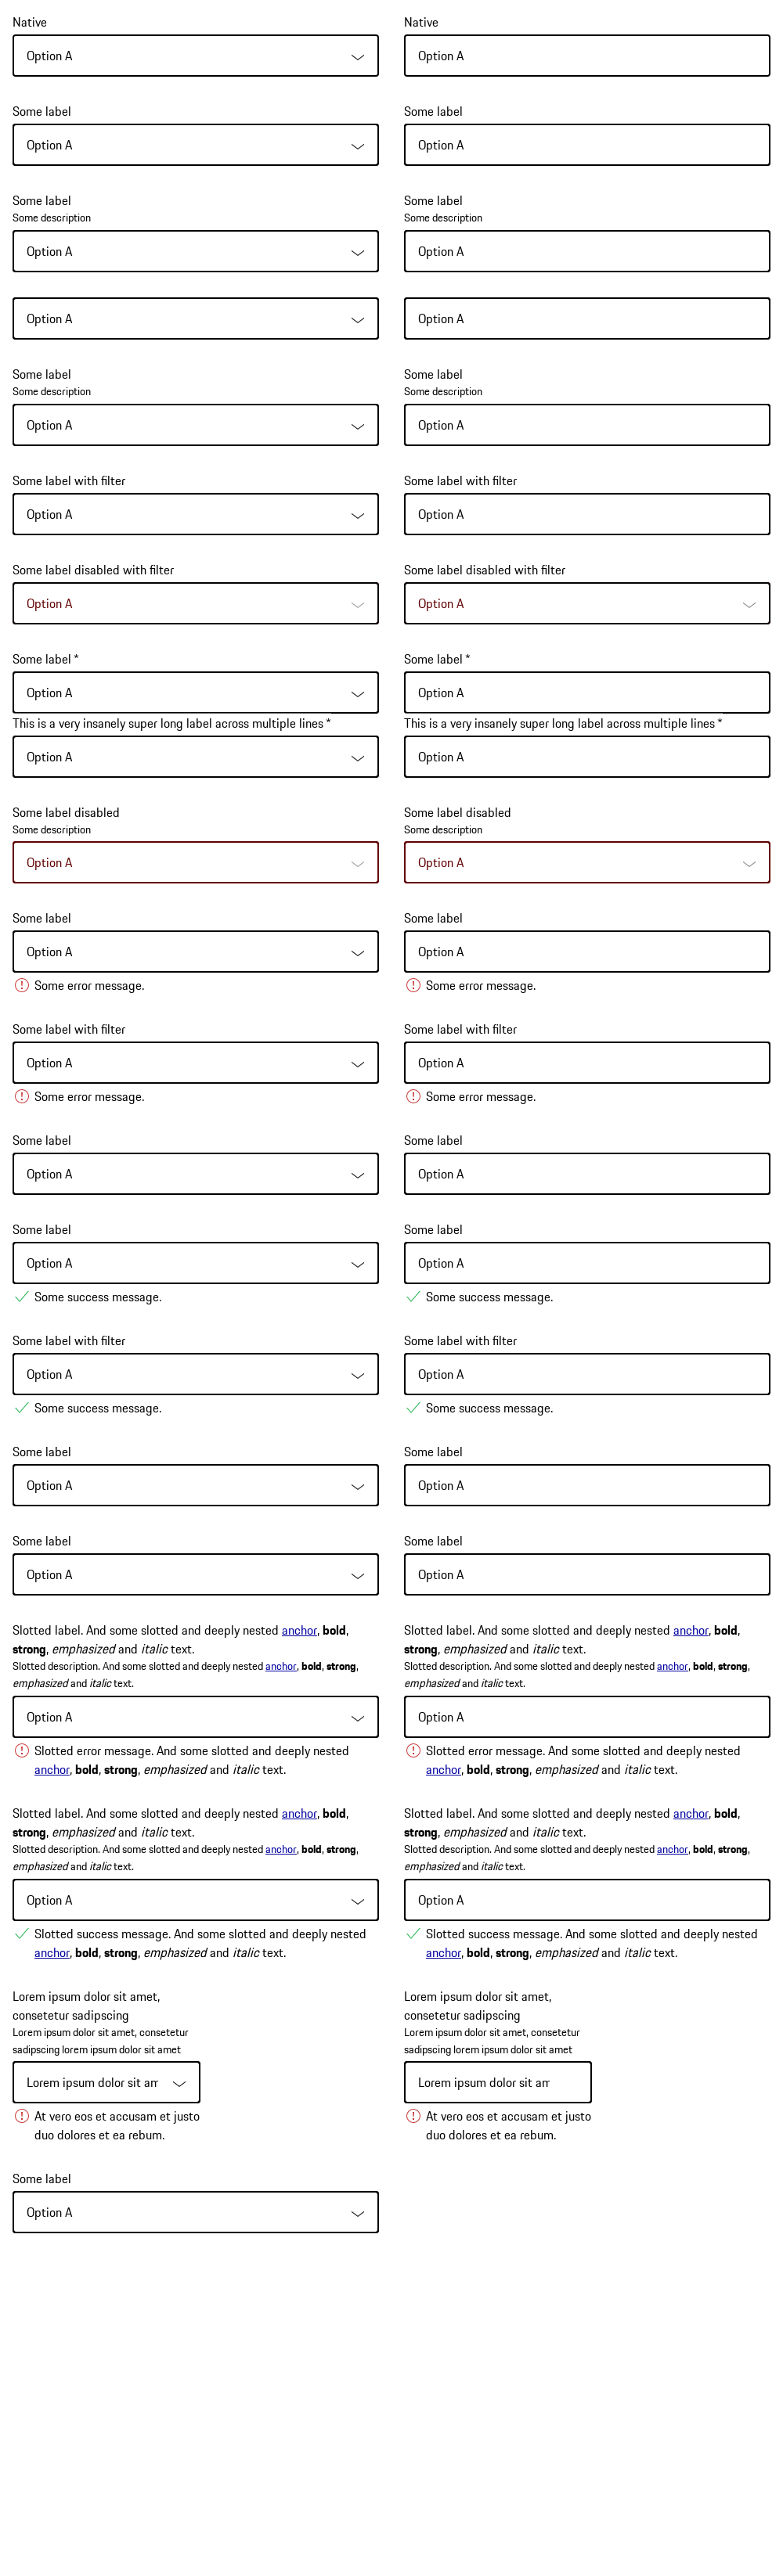 Native
Option A
Some label
Option A
Some label
Some description
Option A
Option A
Some label
Some description
Option A
Some label with filter
Option A
Some label disabled with filter
Option A
Some label *
Option A
This is a very insanely super long label across multiple lines *
Option A
Some label disabled
Some description
Option A
Some label
Option A
Some error message.
Some label with filter
Option A
Some error message.
Some label
Option A
Some label
Option A
Some success message.
Some label with filter
Option A
Some success message.
Some label
Option A
Some label
Option A
Slotted label. And some slotted and deeply nested anchor, bold,
strong, emphasized and italic text.
Slotted description. And some slotted and deeply nested anchor, bold, strong,
emphasized and italic text.
Option A
Slotted error message. And some slotted and deeply nested
anchor, bold, strong, emphasized and italic text.
Slotted label. And some slotted and deeply nested anchor, bold,
strong, emphasized and italic text.
Slotted description. And some slotted and deeply nested anchor, bold, strong,
emphasized and italic text.
Option A
Slotted success message. And some slotted and deeply nested
anchor, bold, strong, emphasized and italic text.
Lorem ipsum dolor sit amet,
consetetur sadipscing
Lorem ipsum dolor sit amet, consetetur
sadipscing lorem ipsum dolor sit amet
Lorem ipsum dolor sit am
At vero eos et accusam et justo
duo dolores et ea rebum.
Some label
Option A
Native
Option A
Some label
Option A
Some label
Some description
Option A
Option A
Some label
Some description
Option A
Some label with filter
Option A
Some label disabled with filter
Option A
Some label *
Option A
This is a very insanely super long label across multiple lines *
Option A
Some label disabled
Some description
Option A
Some label
Option A
Some error message.
Some label with filter
Option A
Some error message.
Some label
Option A
Some label
Option A
Some success message.
Some label with filter
Option A
Some success message.
Some label
Option A
Some label
Option A
Slotted label. And some slotted and deeply nested anchor, bold,
strong, emphasized and italic text.
Slotted description. And some slotted and deeply nested anchor, bold, strong,
emphasized and italic text.
Option A
Slotted error message. And some slotted and deeply nested
anchor, bold, strong, emphasized and italic text.
Slotted label. And some slotted and deeply nested anchor, bold,
strong, emphasized and italic text.
Slotted description. And some slotted and deeply nested anchor, bold, strong,
emphasized and italic text.
Option A
Slotted success message. And some slotted and deeply nested
anchor, bold, strong, emphasized and italic text.
Lorem ipsum dolor sit amet,
consetetur sadipscing
Lorem ipsum dolor sit amet, consetetur
sadipscing lorem ipsum dolor sit amet
Lorem ipsum dolor sit am
At vero eos et accusam et justo
duo dolores et ea rebum.